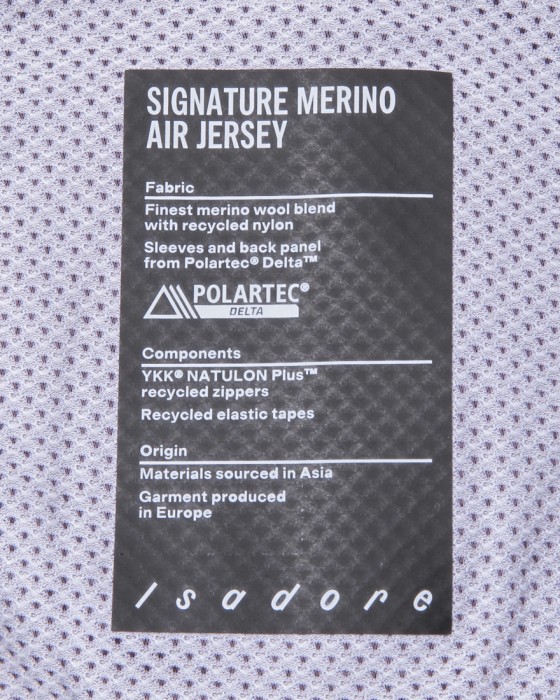 SIGNATURE MERINO
AIR JERSEY
Fabric
Finest merino wool blend
with recycled nylon
Sleeves and back panel
from Polartec® Delta™
POLARTEC®
DELTA
Components
YKK® NATULON Plus™
recycled zippers
Recycled elastic tapes
Origin
Materials sourced in Asia
Garment produced
in Europe
Isadore